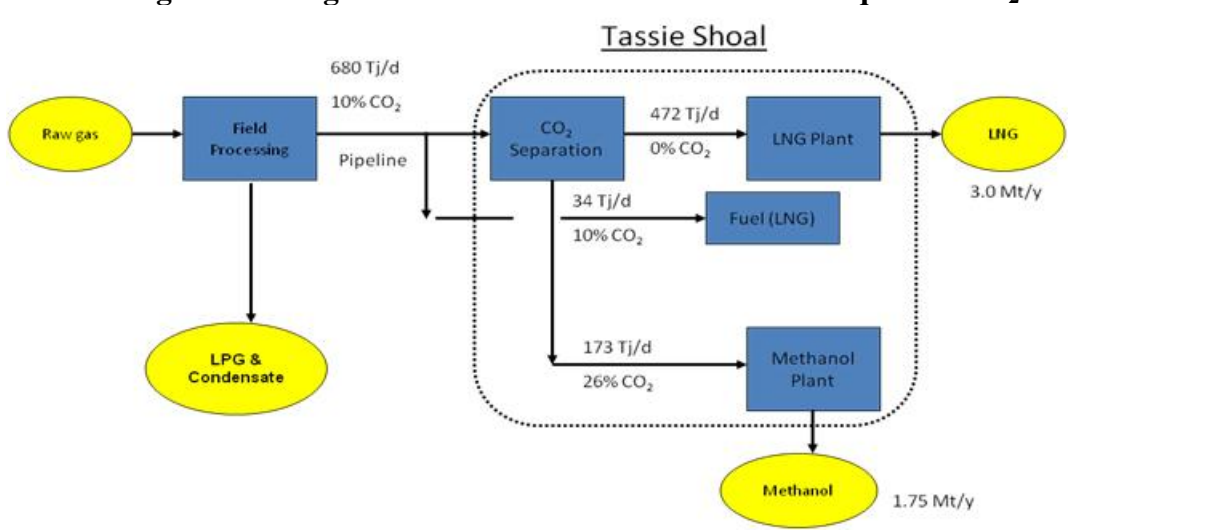 Tassie Shoal
680 Tj/d
10% CO₂
Raw gas
Field
Processing
Pipeline
CO₂
Separation
472 Tj/d
0% CO₂
LNG Plant
LNG
3.0 Mt/y
34 Tj/d
10% CO₂
Fuel (LNG)
LPG &
Condensate
173 Tj/d
26% CO₂
Methanol
Plant
Methanol
1.75 Mt/y